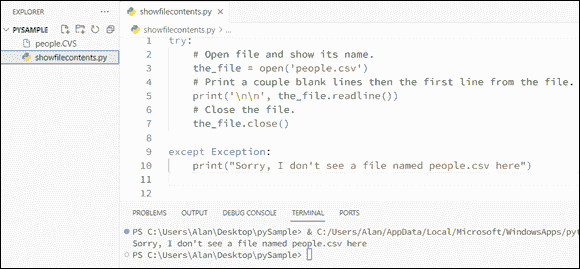 EXPLORER
PYSAMPLE
people.CVS
showfilecontents.py
showfilecontents.py ×
showfilecontents.py > ...
1 try:
2 # Open file and show its name.
3 the_file = open('people.csv')
4 # Print a couple blank lines then the first line from the file.
5 print('\n\n', the_file.readline())
6 # Close the file.
7 the_file.close()
8
9 except Exception:
10 print("Sorry, I don't see a file named people.csv here")
11
12
PROBLEMS OUTPUT DEBUG CONSOLE TERMINAL PORTS
PS C:\Users\Alan\Desktop\pySample> & C:/Users/Alan/AppData/Local/Microsoft/WindowsApps/pyt
Sorry, I don't see a file named people.csv here
PS C:\Users\Alan\Desktop\pySample>